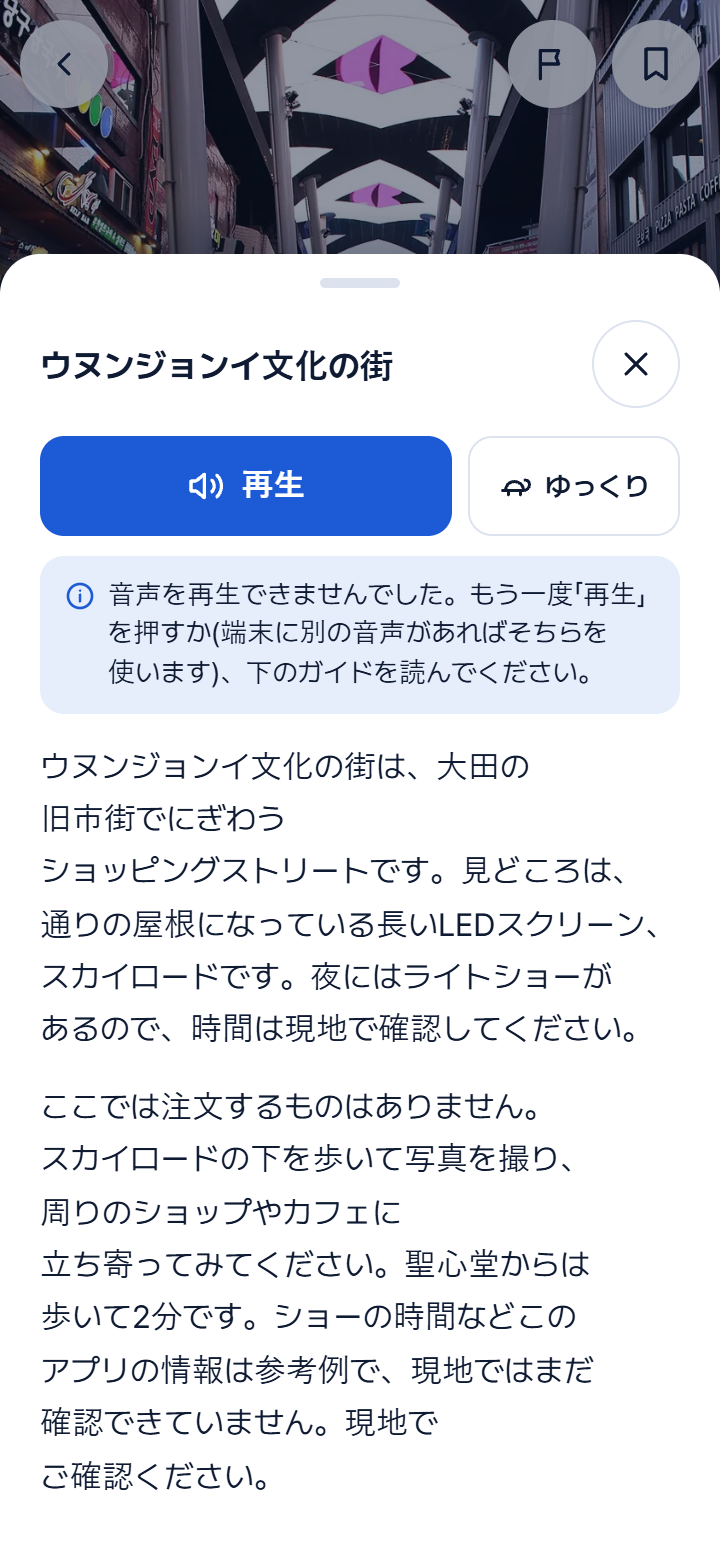 PIZZA PASTA COFF
ウヌンジョンイ文化の街
再生
ゆっくり
音声を再生できませんでした。もう一度「再生」
を押すか(端末に別の音声があればそちらを
使います)、下のガイドを読んでください。
ウヌンジョンイ文化の街は、大田の
旧市街でにぎわう
ショッピングストリートです。見どころは、
通りの屋根になっている長いLEDスクリーン、
スカイロードです。夜にはライトショーが
あるので、時間は現地で確認してください。
ここでは注文するものはありません。
スカイロードの下を歩いて写真を撮り、
周りのショップやカフェに
立ち寄ってみてください。聖心堂からは
歩いて2分です。ショーの時間などこの
アプリの情報は参考例で、現地ではまだ
確認できていません。現地で
ご確認ください。